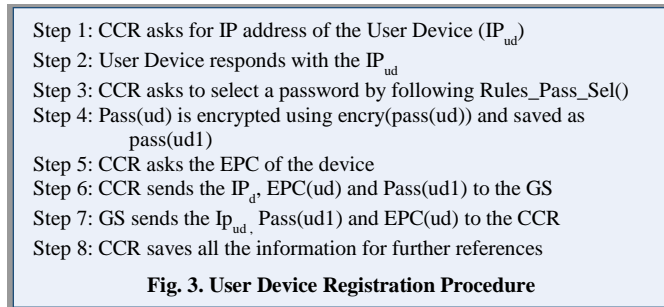 Step 1: CCR asks for IP address of the User Device (IPud)
Step 2: User Device responds with the IPud
Step 3: CCR asks to select a password by following Rules_Pass_Sel()
Step 4: Pass(ud) is encrypted using encry(pass(ud)) and saved as
pass(ud1)
Step 5: CCR asks the EPC of the device
Step 6: CCR sends the IPd, EPC(ud) and Pass(ud1) to the GS
Step 7: GS sends the Ipud , Pass(ud1) and EPC(ud) to the CCR
Step 8: CCR saves all the information for further references
Fig. 3. User Device Registration Procedure